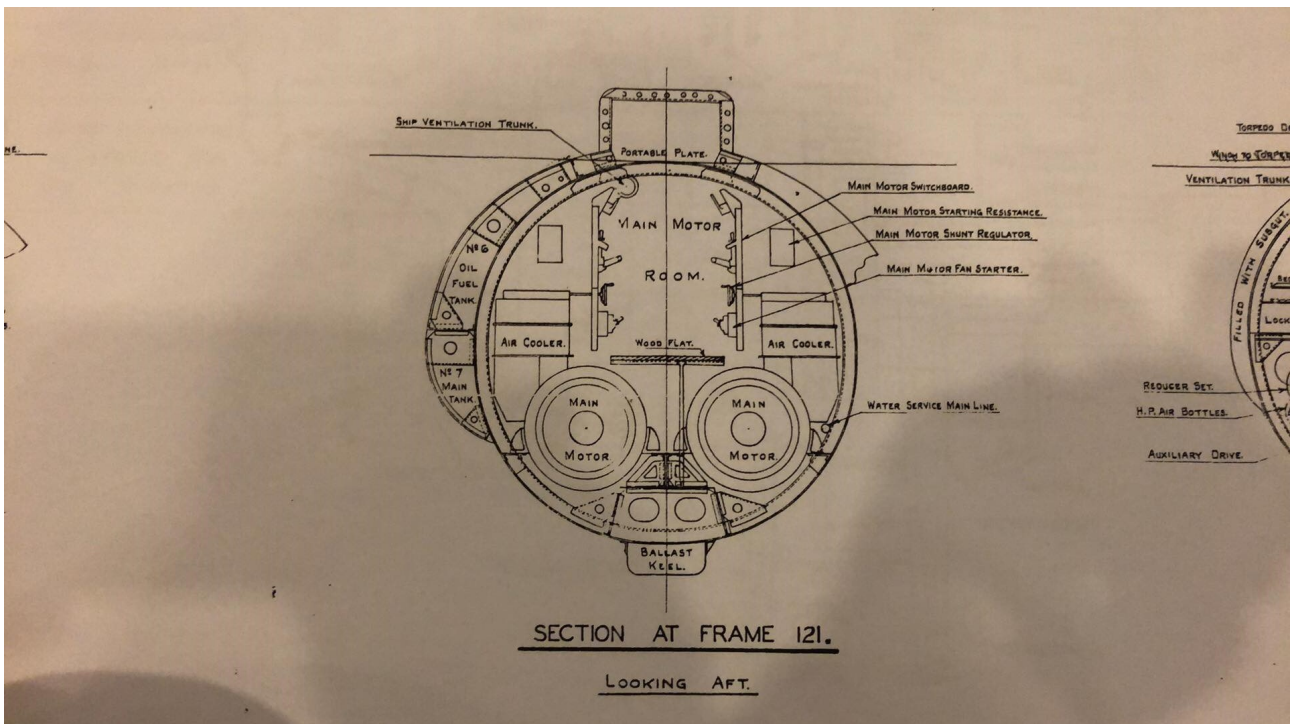 SHIP VENTILATION TRUNK.
PORTABLE PLATE.
MAIN MOTOR
ROOM.
MAIN MOTOR SWITCHBOARD.
MAIN MOTOR STARTING RESISTANCE.
MAIN MOTOR SHUNT REGULATOR.
MAIN MOTOR FAN STARTER.
Nº 6
OIL
FUEL
TANK.
AIR COOLER.
WOOD FLAT.
AIR COOLER.
Nº 7
MAIN
TANK.
MAIN
MOTOR
MAIN
MOTOR.
WATER SERVICE MAIN LINE.
BALLAST
KEEL.
SECTION AT FRAME 121.
LOOKING AFT.
TORPEDO
WINCH TO
VENTILATION TRUNK
FILLED WITH SUBGUT.
REDUCER SET.
H.P. AIR BOTTLES.
AUXILIARY DRIVE.